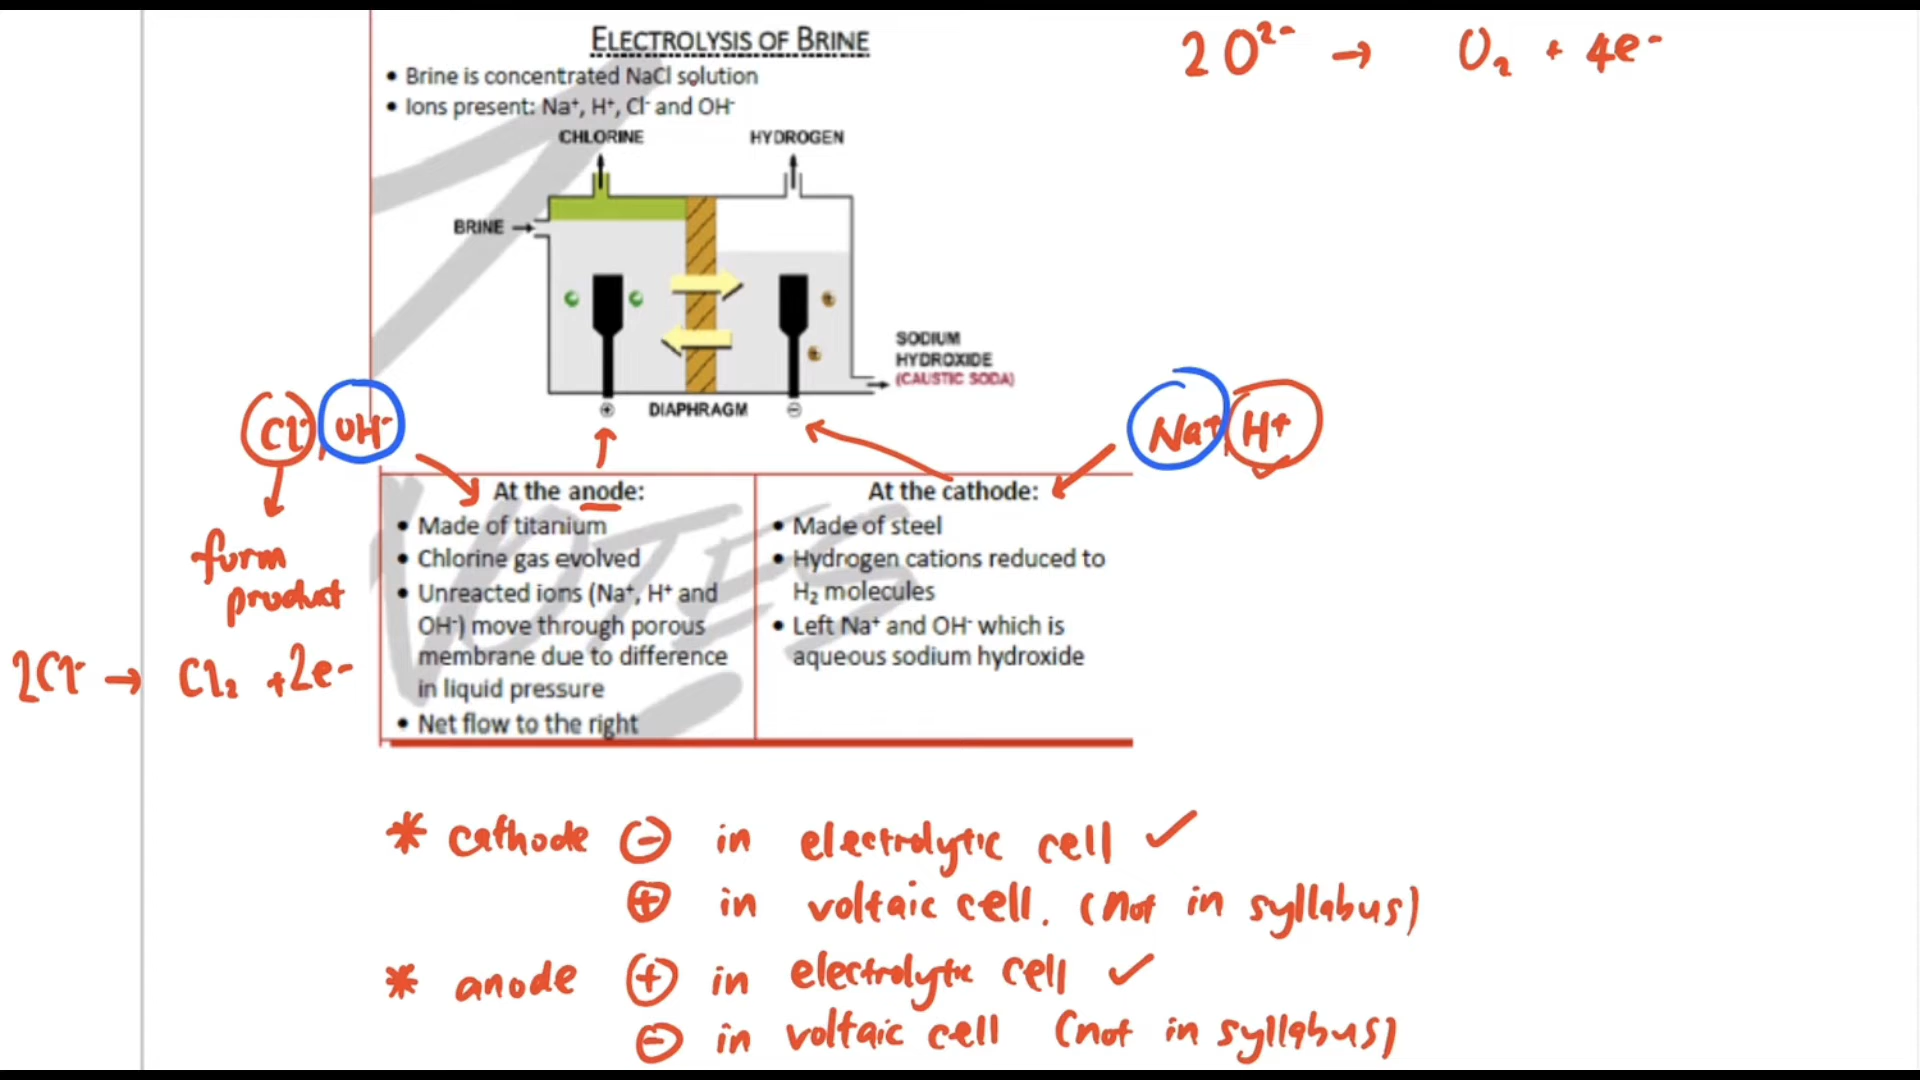 ELECTROLYSIS OF BRINE
2O²⁻ → O₂ + 4e⁻
• Brine is concentrated NaCl solution
• Ions present: Na⁺, H⁺, Cl⁻ and OH⁻
CHLORINE
HYDROGEN
BRINE
SODIUM
HYDROXIDE
(CAUSTIC SODA)
+ DIAPHRAGM −
Cl⁻, OH⁻
Na⁺, H⁺
form
product
2Cl⁻ → Cl₂ + 2e⁻
At the anode:
• Made of titanium
• Chlorine gas evolved
• Unreacted ions (Na⁺, H⁺ and
OH⁻) move through porous
membrane due to difference
in liquid pressure
• Net flow to the right
At the cathode:
• Made of steel
• Hydrogen cations reduced to
H₂ molecules
• Left Na⁺ and OH⁻ which is
aqueous sodium hydroxide
NOTES
* cathode ⊖ in electrolytic cell ✓
⊕ in voltaic cell. (not in syllabus)
* anode ⊕ in electrolytic cell ✓
⊖ in voltaic cell (not in syllabus)